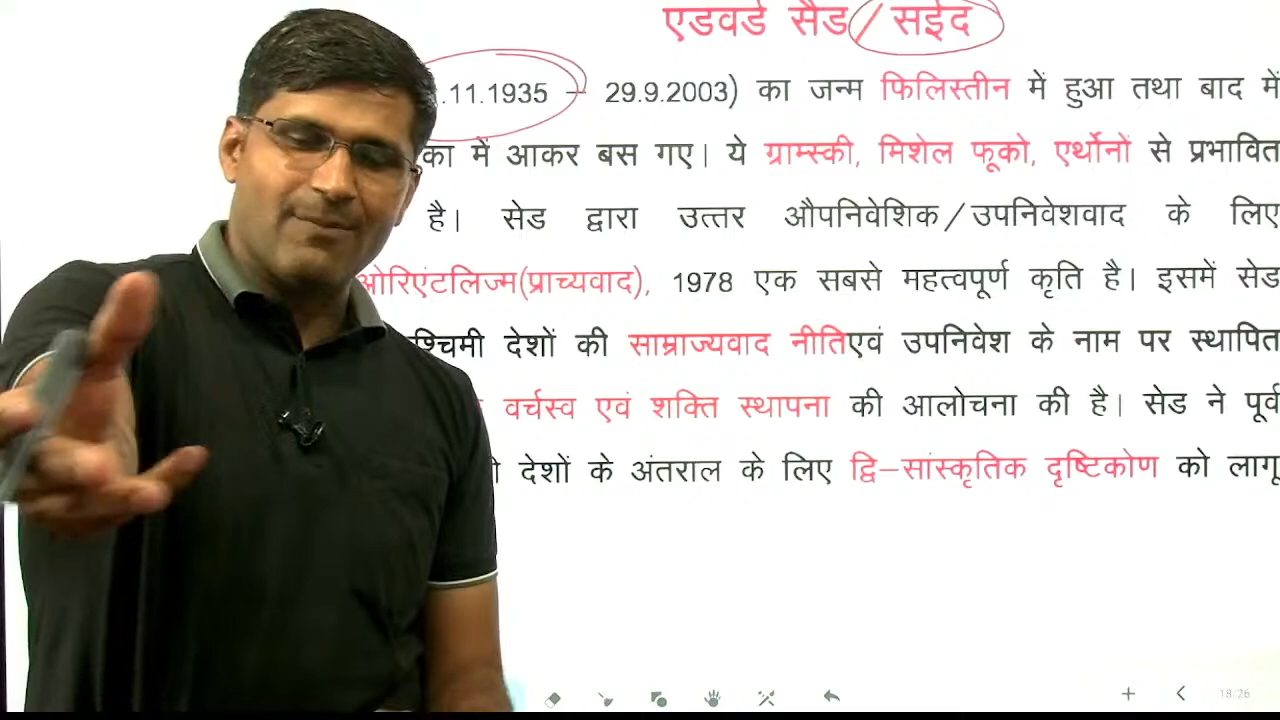 एडवर्ड सैड/सईद
.11.1935 – 29.9.2003) का जन्म फिलिस्तीन में हुआ तथा बाद में
का में आकर बस गए। ये ग्राम्स्की, मिशेल फूको, एर्थोनों से प्रभावित
है। सेड द्वारा उत्तर औपनिवेशिक/उपनिवेशवाद के लिए
ओरिएंटलिज्म(प्राच्यवाद), 1978 एक सबसे महत्वपूर्ण कृति है। इसमें सेड
श्चिमी देशों की साम्राज्यवाद नीतिएवं उपनिवेश के नाम पर स्थापित
वर्चस्व एवं शक्ति स्थापना की आलोचना की है। सेड ने पूर्व
देशों के अंतराल के लिए द्वि–सांस्कृतिक दृष्टिकोण को लागू
18/26